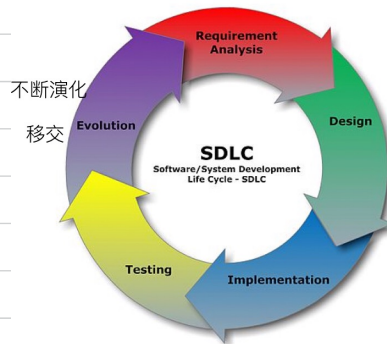 Requirement
Analysis
不断演化
移交
Evolution
Design
SDLC
Software/System Development
Life Cycle - SDLC
Testing
Implementation